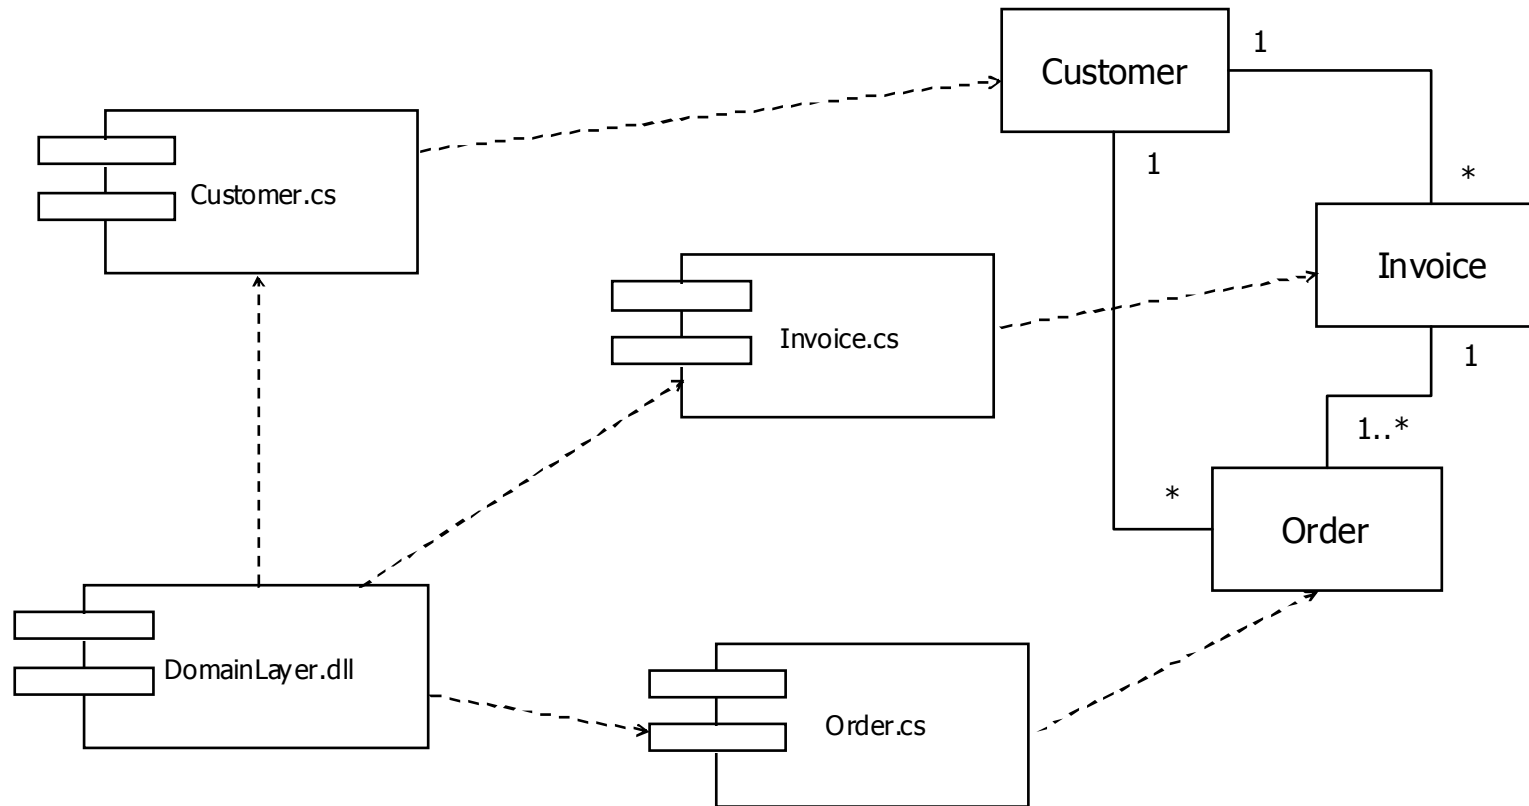 Customer
1
1
*
Customer.cs
Invoice
Invoice.cs
1
1..*
*
Order
DomainLayer.dll
Order.cs